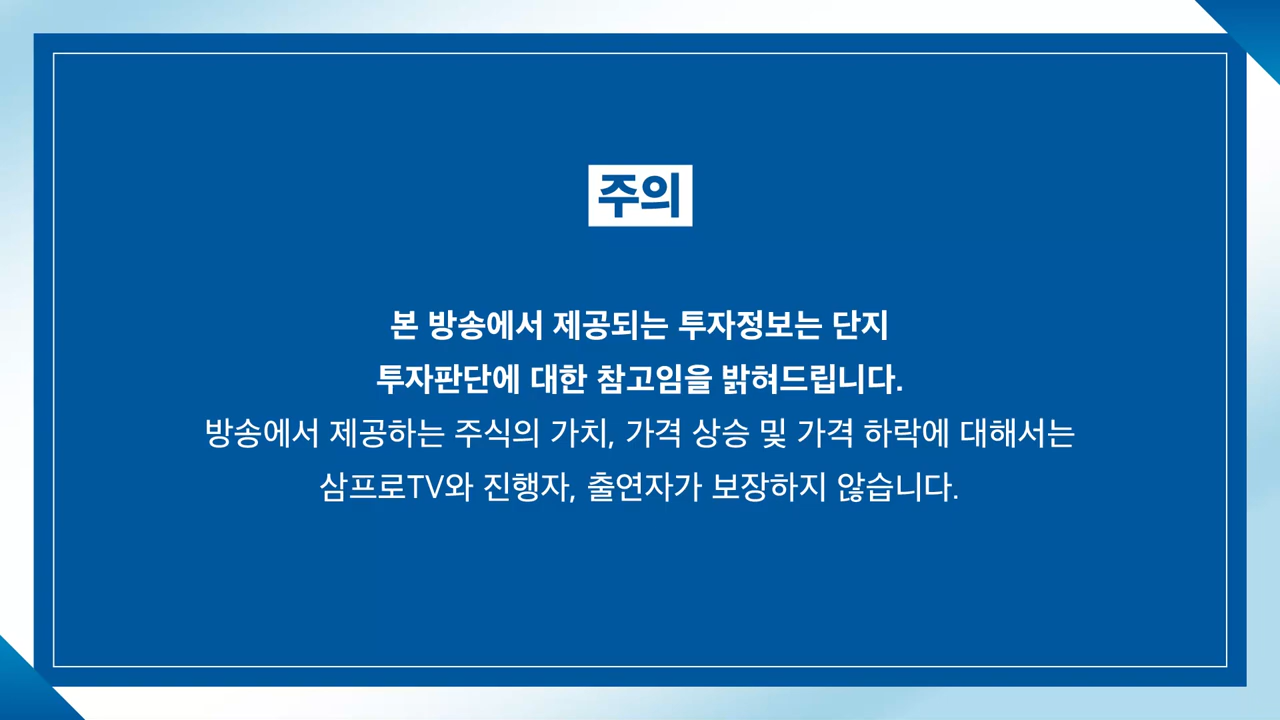 주의
본 방송에서 제공되는 투자정보는 단지
투자판단에 대한 참고임을 밝혀드립니다.
방송에서 제공하는 주식의 가치, 가격 상승 및 가격 하락에 대해서는
삼프로TV와 진행자, 출연자가 보장하지 않습니다.